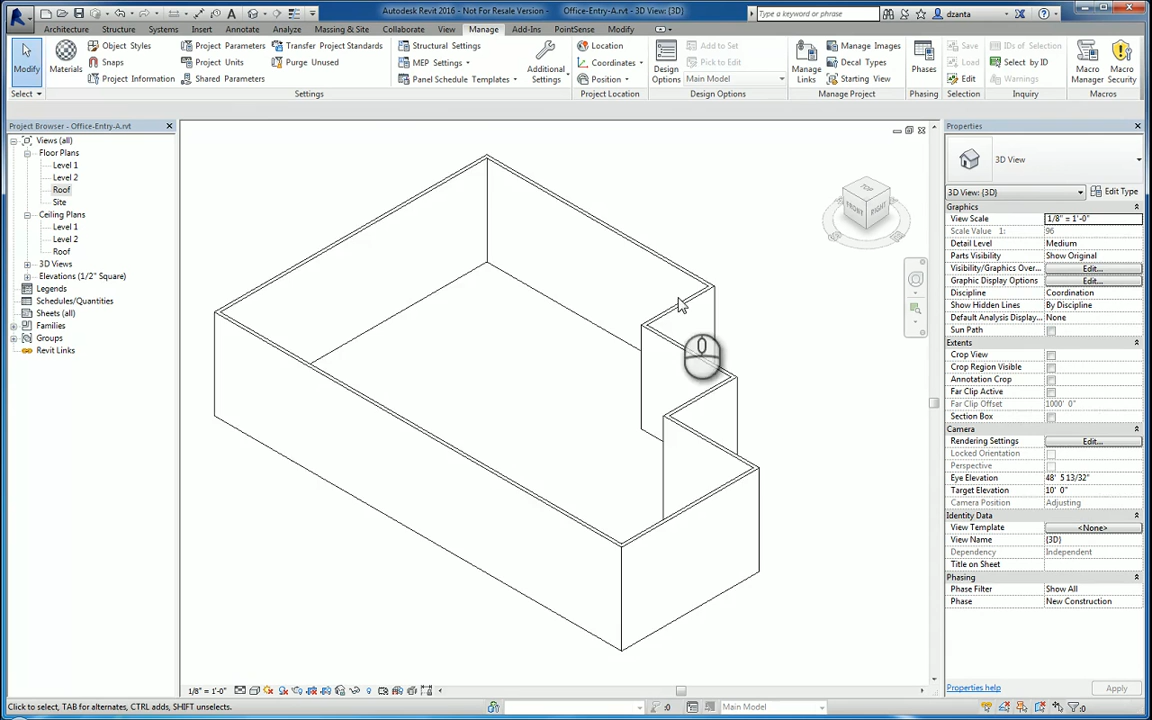 Autodesk Revit 2016 - Not For Resale Version - Office-Entry-A.rvt - 3D View: {3D}
Type a keyword or phrase
dzanta
Architecture Structure Systems Insert Annotate Analyze Massing & Site Collaborate View Manage Add-Ins PointSense Modify
Modify
Materials
Object Styles
Snaps
Project Information
Project Parameters
Project Units
Shared Parameters
Transfer Project Standards
Purge Unused
Structural Settings
MEP Settings
Panel Schedule Templates
Additional
Settings
Location
Coordinates
Position
Design
Options
Add to Set
Pick to Edit
Main Model
Manage
Links
Manage Images
Decal Types
Starting View
Phases
Save
Load
Edit
IDs of Selection
Select by ID
Warnings
Macro
Manager
Macro
Security
Select
Settings
Project Location
Design Options
Manage Project
Phasing
Selection
Inquiry
Macros
Project Browser - Office-Entry-A.rvt
Views (all)
Floor Plans
Level 1
Level 2
Roof
Site
Ceiling Plans
Level 1
Level 2
Roof
3D Views
Elevations (1/2" Square)
Legends
Schedules/Quantities
Sheets (all)
Families
Groups
Revit Links
TOP
FRONT
RIGHT
0
Properties
3D View
3D View: {3D}
Edit Type
Graphics
View Scale 1/8" = 1'-0"
Scale Value 1: 96
Detail Level Medium
Parts Visibility Show Original
Visibility/Graphics Over... Edit...
Graphic Display Options Edit...
Discipline Coordination
Show Hidden Lines By Discipline
Default Analysis Display... None
Sun Path
Extents
Crop View
Crop Region Visible
Annotation Crop
Far Clip Active
Far Clip Offset 1000' 0"
Section Box
Camera
Rendering Settings Edit...
Locked Orientation
Perspective
Eye Elevation 48' 5 13/32"
Target Elevation 10' 0"
Camera Position Adjusting
Identity Data
View Template <None>
View Name {3D}
Dependency Independent
Title on Sheet
Phasing
Phase Filter Show All
Phase New Construction
Properties help
Apply
1/8" = 1'-0"
Click to select, TAB for alternates, CTRL adds, SHIFT unselects.
:0
Main Model
:0